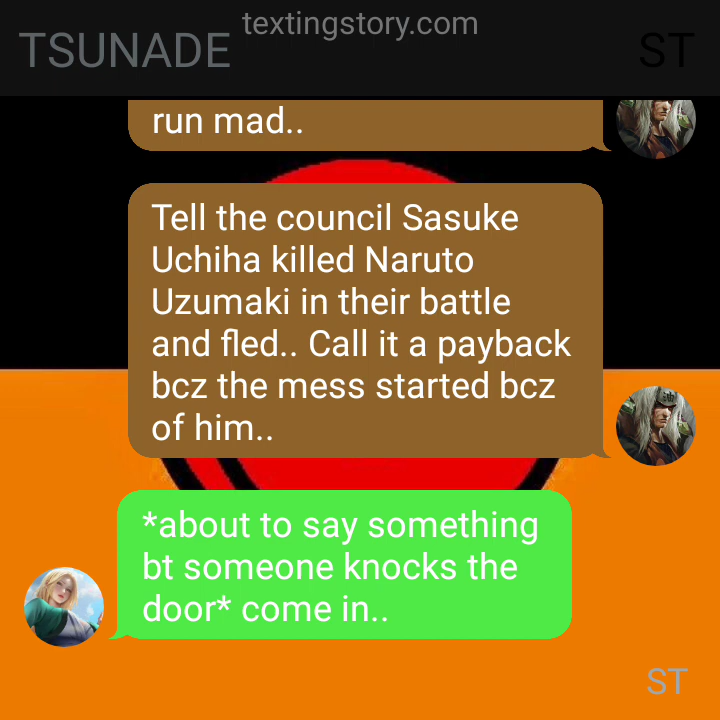 textingstory.com
TSUNADE
ST
run mad..
Tell the council Sasuke
Uchiha killed Naruto
Uzumaki in their battle
and fled.. Call it a payback
bcz the mess started bcz
of him..
*about to say something
bt someone knocks the
door* come in..
ST